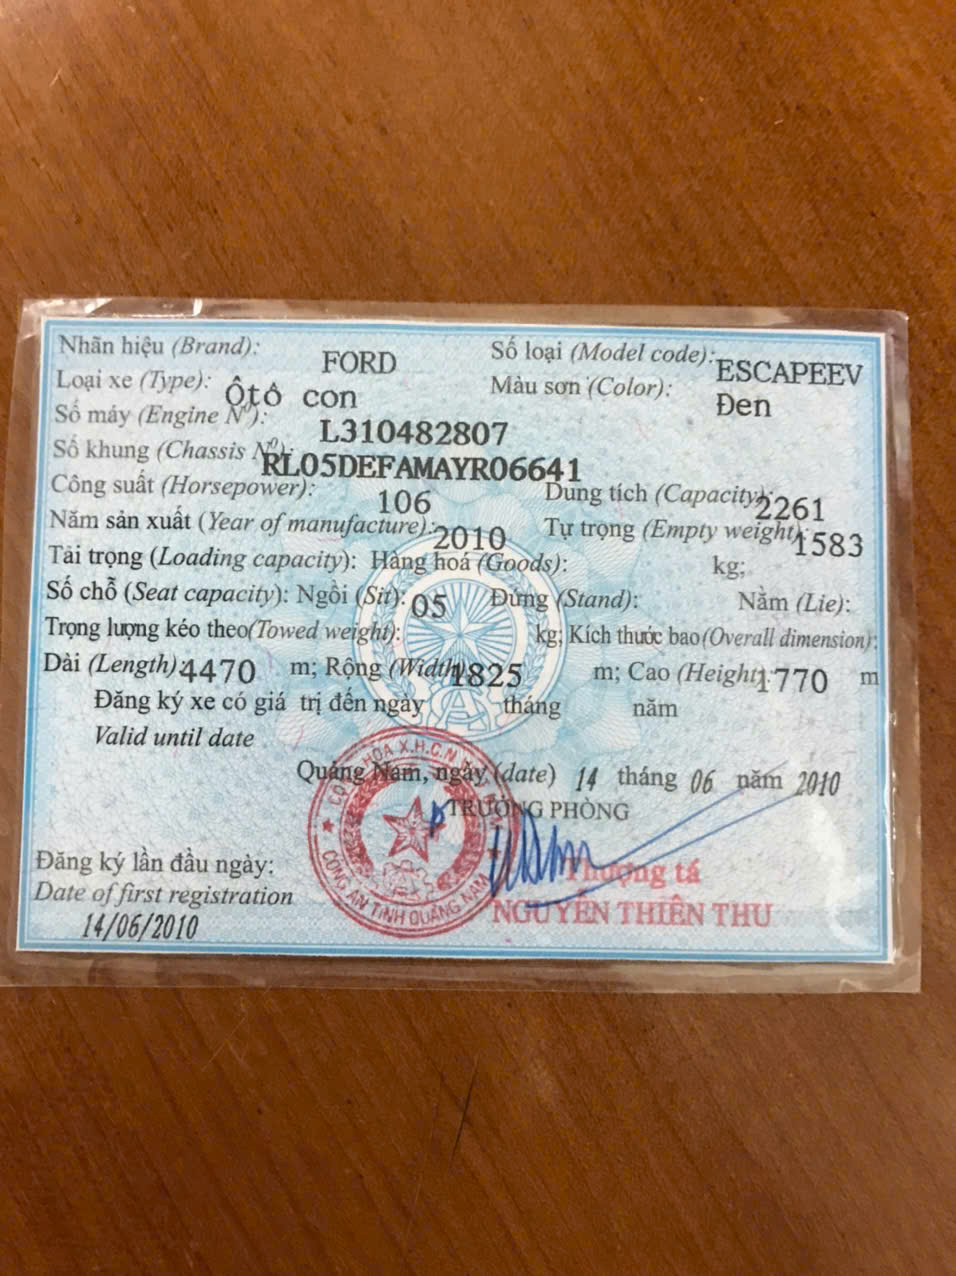 Nhãn hiệu (Brand): FORD Số loại (Model code): ESCAPEEV
Loại xe (Type): Ôtô con Màu sơn (Color): Đen
Số máy (Engine Nº): L310482807
Số khung (Chassis Nº): RL05DEFAMAYR06641
Công suất (Horsepower): 106 Dung tích (Capacity): 2261
Năm sản xuất (Year of manufacture): 2010 Tự trọng (Empty weight): 1583
Tải trọng (Loading capacity): Hàng hoá (Goods): kg;
Số chỗ (Seat capacity): Ngồi (Sit): 05 Đứng (Stand): Nằm (Lie):
Trọng lượng kéo theo(Towed weight): kg; Kích thước bao(Overall dimension):
Dài (Length) 4470 m; Rộng (Width) 1825 m; Cao (Height): 1770 m
Đăng ký xe có giá trị đến ngày tháng năm
Valid until date
Quảng Nam, ngày (date) 14 tháng 06 năm 2010
TRƯỞNG PHÒNG
CỘNG HÒA X.H.C.N VIỆT NAM
CÔNG AN TỈNH QUẢNG NAM
Đăng ký lần đầu ngày:
Date of first registration
14/06/2010
Thượng tá
NGUYỄN THIÊN THU